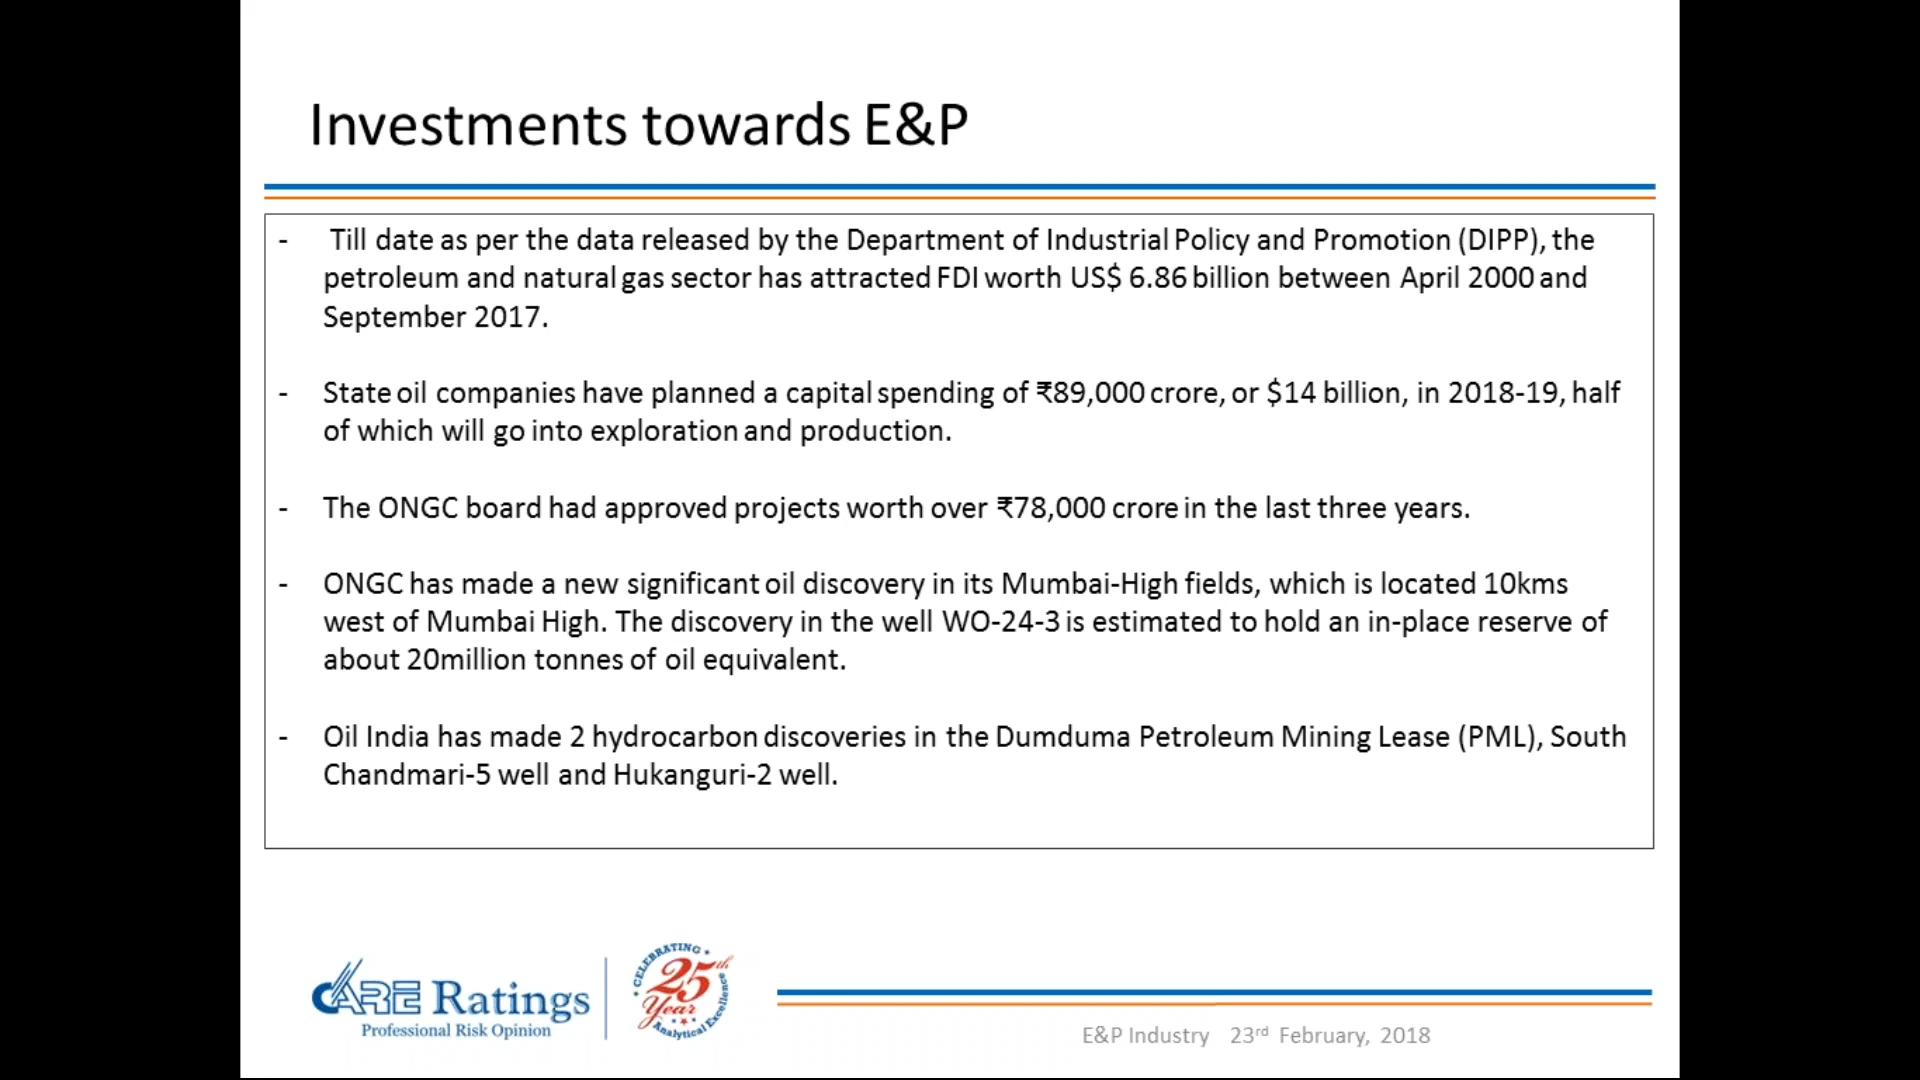 Investments towards E&P
- Till date as per the data released by the Department of Industrial Policy and Promotion (DIPP), the
petroleum and natural gas sector has attracted FDI worth US$ 6.86 billion between April 2000 and
September 2017.
- State oil companies have planned a capital spending of ₹89,000 crore, or $14 billion, in 2018-19, half
of which will go into exploration and production.
- The ONGC board had approved projects worth over ₹78,000 crore in the last three years.
- ONGC has made a new significant oil discovery in its Mumbai-High fields, which is located 10kms
west of Mumbai High. The discovery in the well WO-24-3 is estimated to hold an in-place reserve of
about 20million tonnes of oil equivalent.
- Oil India has made 2 hydrocarbon discoveries in the Dumduma Petroleum Mining Lease (PML), South
Chandmari-5 well and Hukanguri-2 well.
CARE Ratings
Professional Risk Opinion
CELEBRATING
25th
Year
Analytical Excellence
E&P Industry 23rd February, 2018